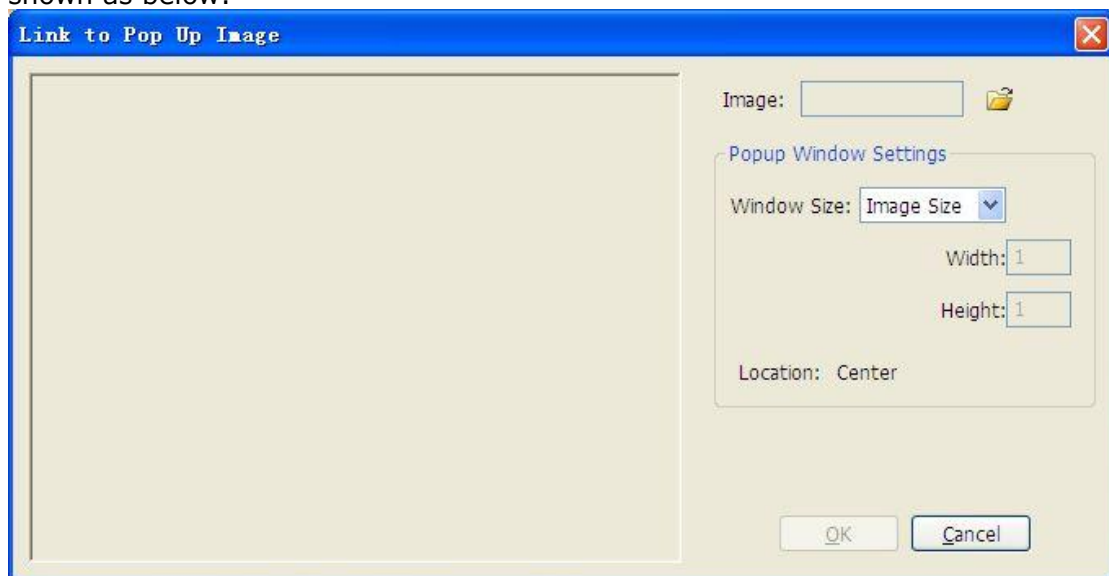 shown as below:
Link to Pop Up Image
Image:
Popup Window Settings
Window Size: Image Size
Width: 1
Height: 1
Location: Center
OK Cancel